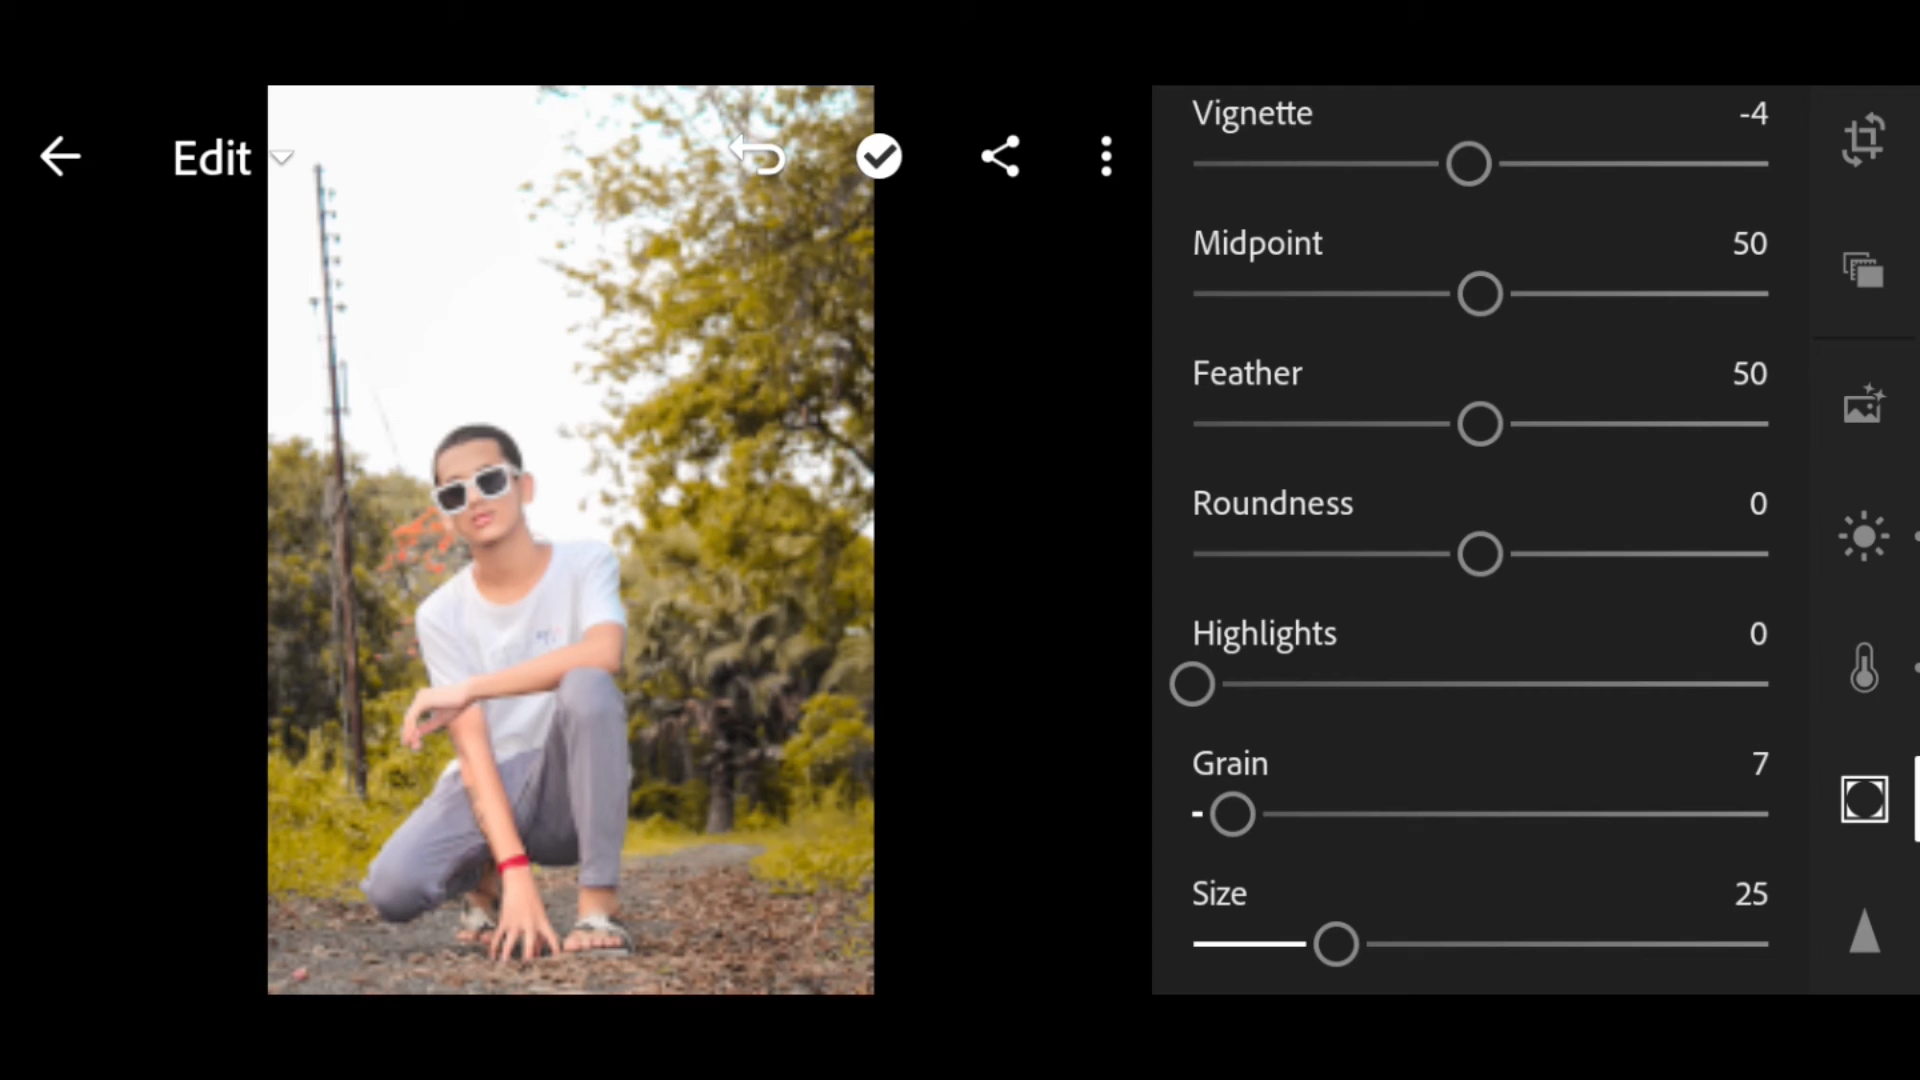 Edit
Vignette -4
Midpoint 50
Feather 50
Roundness 0
Highlights 0
Grain 7
Size 25